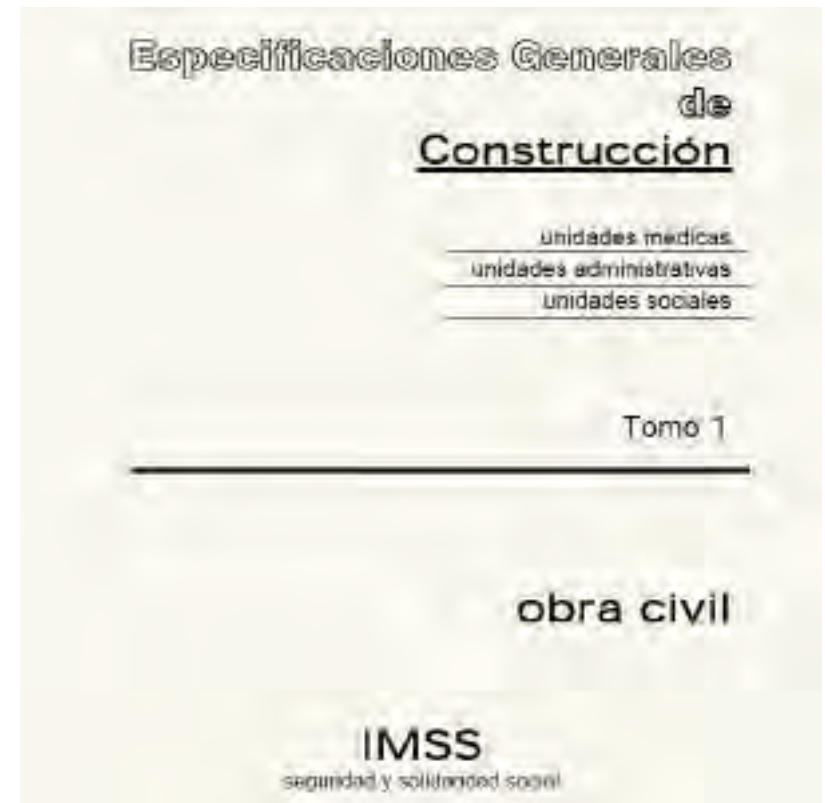 Especificaciones Generales
de
Construcción
unidades medicas
unidades administrativas
unidades sociales
Tomo 1
obra civil
IMSS
seguridad y solidaridad social